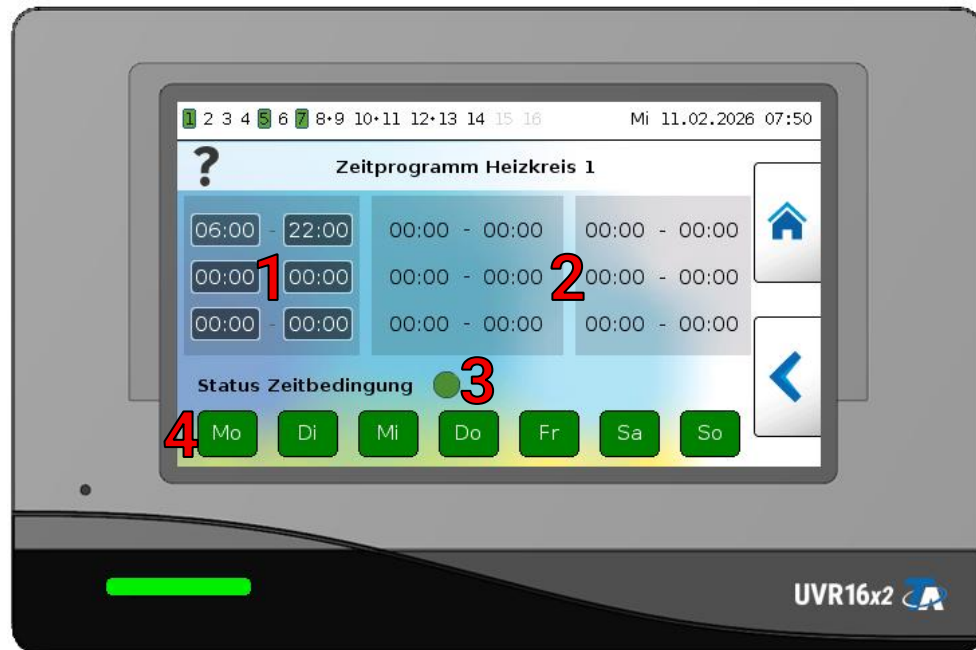 1 2 3 4 5 6 7 8+9 10+11 12+13 14 15 16 Mi 11.02.2026 07:50
? Zeitprogramm Heizkreis 1
06:00 - 22:00 00:00 - 00:00 00:00 - 00:00
1 2
00:00 - 00:00 00:00 - 00:00 00:00 - 00:00
00:00 - 00:00 00:00 - 00:00 00:00 - 00:00
Status Zeitbedingung 3
4 Mo Di Mi Do Fr Sa So
UVR16x2 TA